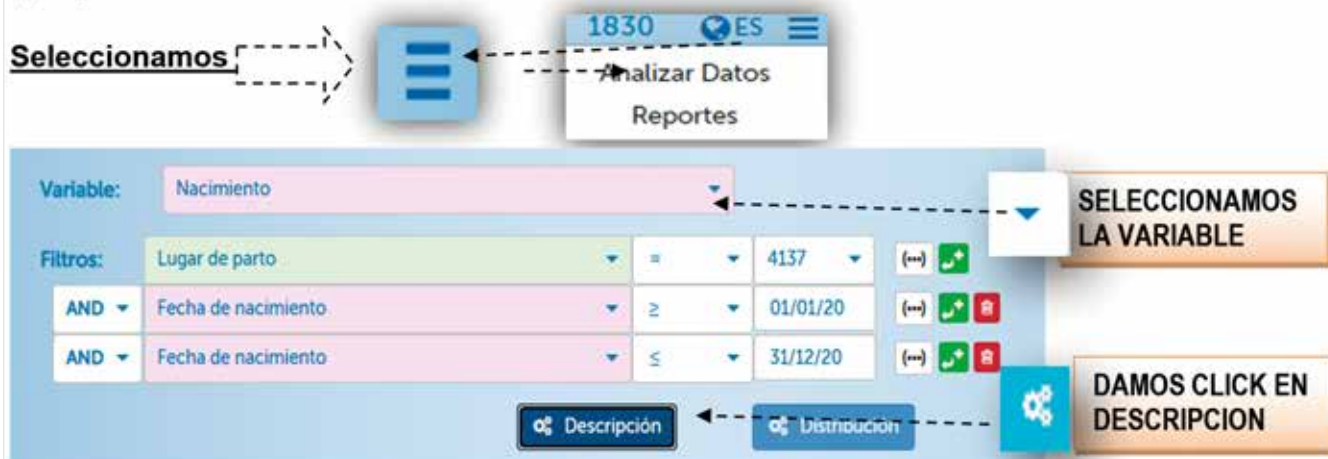 Seleccionamos
1830 ES
Analizar Datos
Reportes
Variable: Nacimiento
SELECCIONAMOS
LA VARIABLE
Filtros: Lugar de parto = 4137 (...)
AND Fecha de nacimiento ≥ 01/01/20 (...)
AND Fecha de nacimiento ≤ 31/12/20 (...)
DAMOS CLICK EN
DESCRIPCION
Descripción Distribución